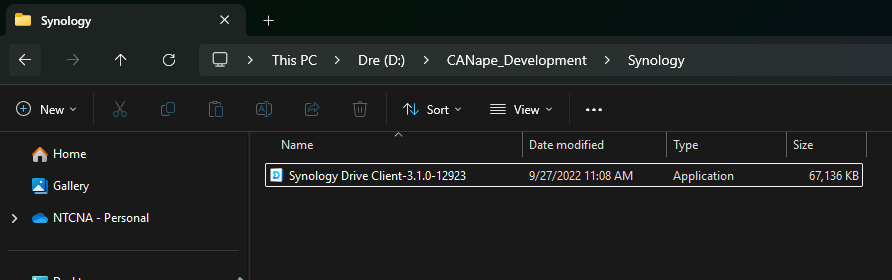 Synology
This PC > Dre (D:) > CANape_Development > Synology
New Sort View
Name Date modified Type Size
Home
Synology Drive Client-3.1.0-12923 9/27/2022 11:08 AM Application 67,136 KB
Gallery
NTCNA - Personal